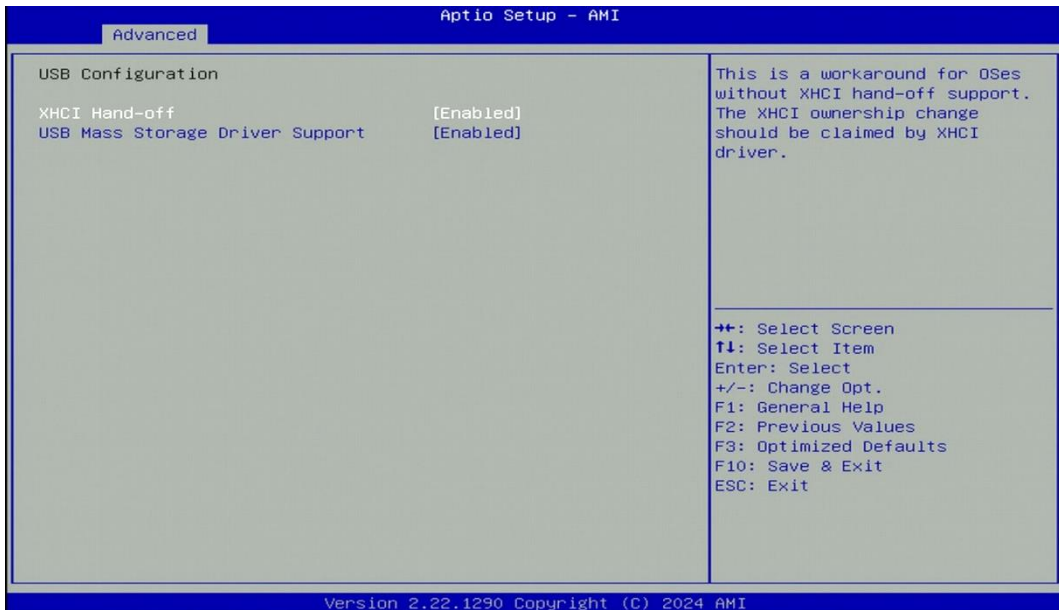 Aptio Setup - AMI
Advanced
USB Configuration
XHCI Hand-off [Enabled]
USB Mass Storage Driver Support [Enabled]
This is a workaround for OSes
without XHCI hand-off support.
The XHCI ownership change
should be claimed by XHCI
driver.
→←: Select Screen
↑↓: Select Item
Enter: Select
+/-: Change Opt.
F1: General Help
F2: Previous Values
F3: Optimized Defaults
F10: Save & Exit
ESC: Exit
Version 2.22.1290 Copyright (C) 2024 AMI